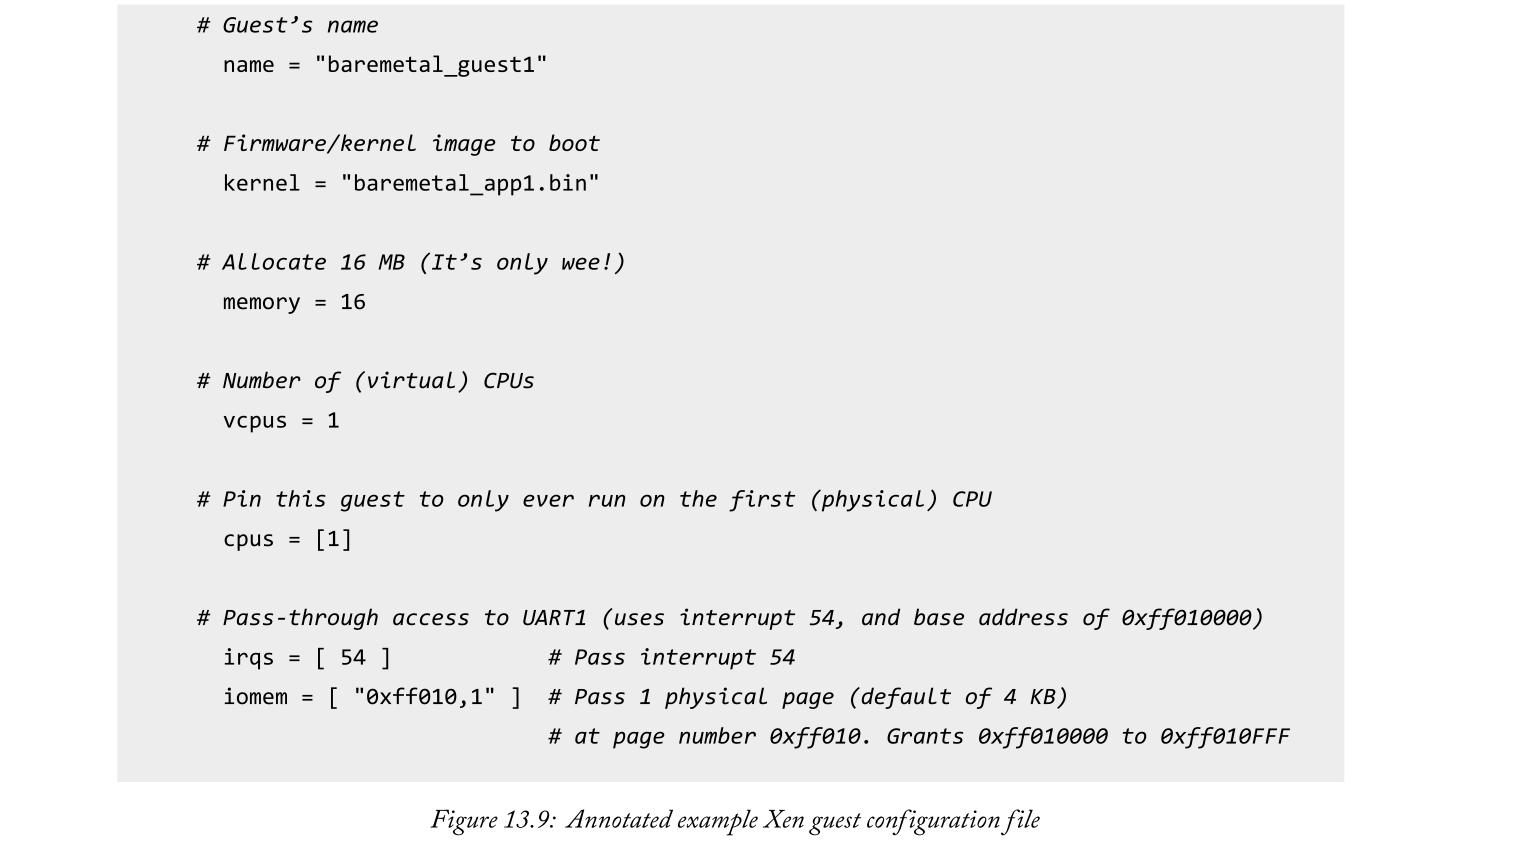 # Guest’s name
name = "baremetal_guest1"
# Firmware/kernel image to boot
kernel = "baremetal_app1.bin"
# Allocate 16 MB (It’s only wee!)
memory = 16
# Number of (virtual) CPUs
vcpus = 1
# Pin this guest to only ever run on the first (physical) CPU
cpus = [1]
# Pass-through access to UART1 (uses interrupt 54, and base address of 0xff010000)
irqs = [ 54 ] # Pass interrupt 54
iomem = [ "0xff010,1" ] # Pass 1 physical page (default of 4 KB)
# at page number 0xff010. Grants 0xff010000 to 0xff010FFF
Figure 13.9: Annotated example Xen guest configuration file